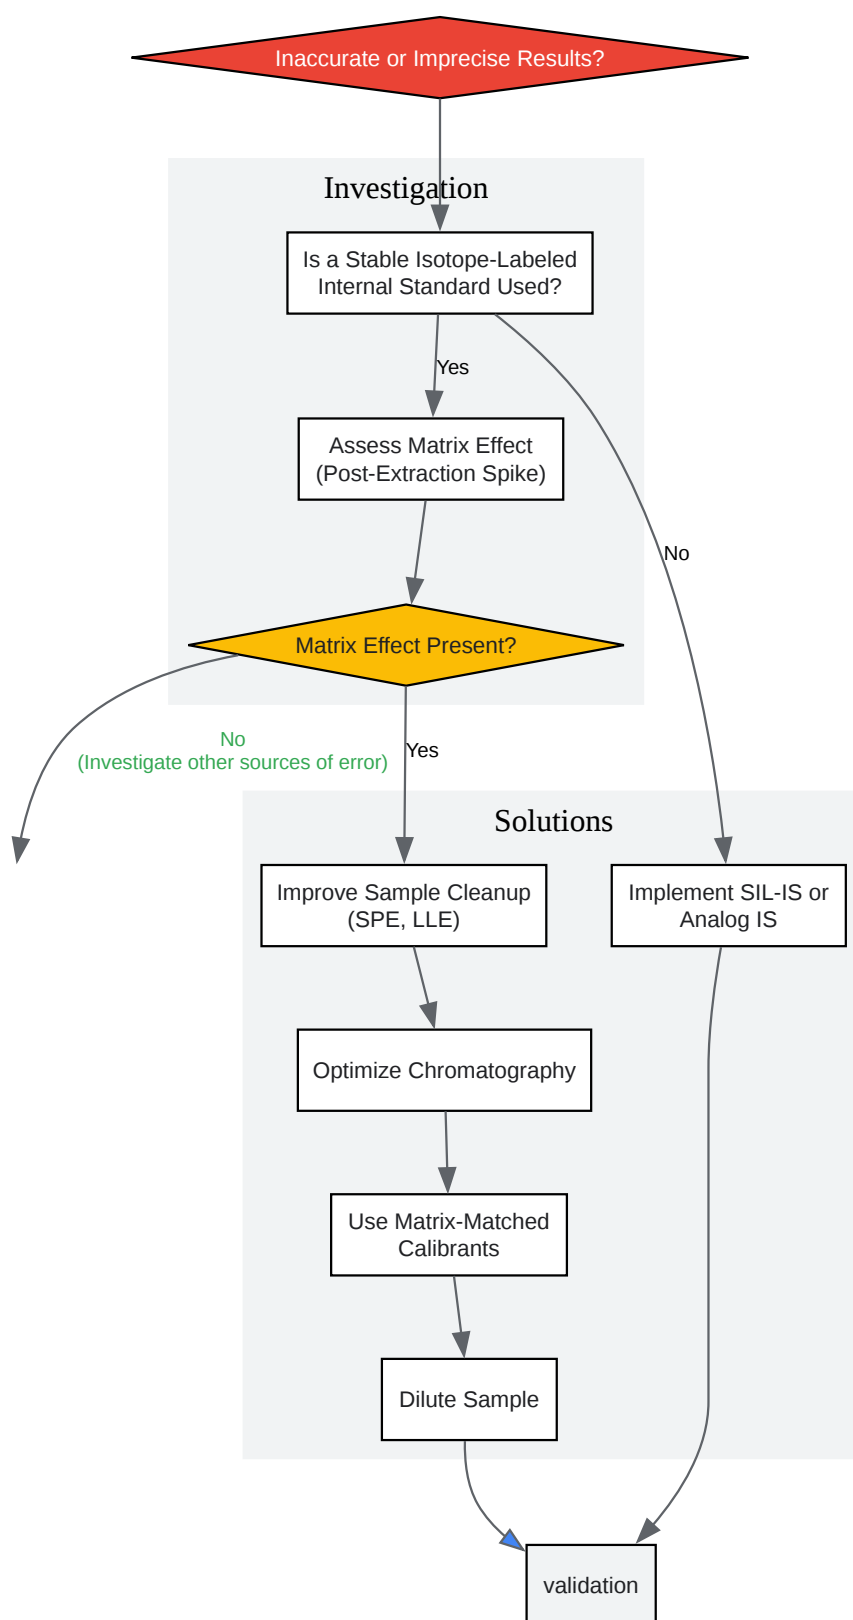 Inaccurate or Imprecise Results?
Investigation
Is a Stable Isotope-Labeled
Internal Standard Used?
Yes
Assess Matrix Effect
(Post-Extraction Spike)
No
Matrix Effect Present?
No
(Investigate other sources of error)
Yes
Solutions
Improve Sample Cleanup
(SPE, LLE)
Implement SIL-IS or
Analog IS
Optimize Chromatography
Use Matrix-Matched
Calibrants
Dilute Sample
validation